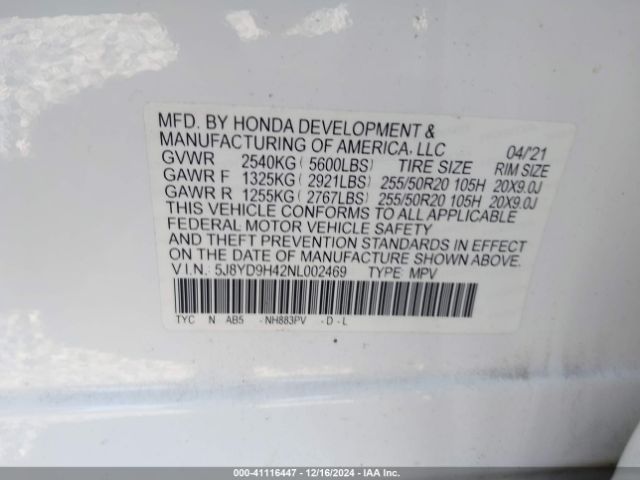 MFD. BY HONDA DEVELOPMENT &
MANUFACTURING OF AMERICA, LLC 04/'21
GVWR 2540KG ( 5600LBS) TIRE SIZE RIM SIZE
GAWR F 1325KG ( 2921LBS) 255/50R20 105H 20X9.0J
GAWR R 1255KG ( 2767LBS) 255/50R20 105H 20X9.0J
THIS VEHICLE CONFORMS TO ALL APPLICABLE
FEDERAL MOTOR VEHICLE SAFETY
AND THEFT PREVENTION STANDARDS IN EFFECT
ON THE DATE OF MANUFACTURE SHOWN ABOVE.
V I.N.: 5J8YD9H42NL002469 TYPE: MPV
TYC N AB5 -NH883PV - D - L
000-41116447 - 12/16/2024 - IAA Inc.